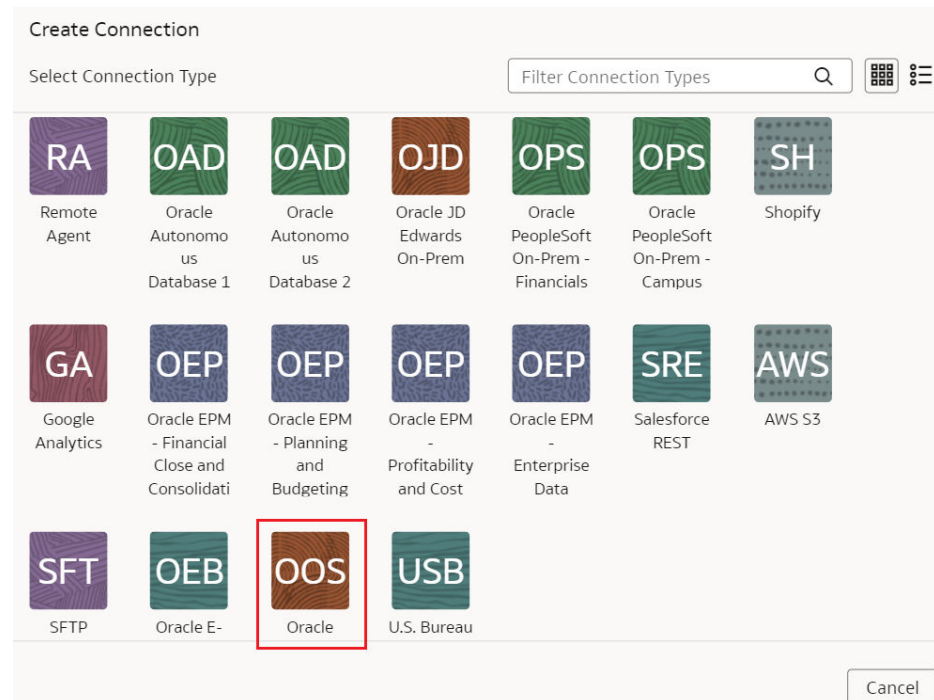 Create Connection
Select Connection Type
Filter Connection Types
RA
OAD
OAD
OJD
OPS
OPS
SH
Remote
Agent
Oracle
Autonomo
us
Database 1
Oracle
Autonomo
us
Database 2
Oracle JD
Edwards
On-Prem
Oracle
PeopleSoft
On-Prem -
Financials
Oracle
PeopleSoft
On-Prem -
Campus
Shopify
GA
OEP
OEP
OEP
OEP
SRE
AWS
Google
Analytics
Oracle EPM
- Financial
Close and
Consolidati
Oracle EPM
- Planning
and
Budgeting
Oracle EPM
-
Profitability
and Cost
Oracle EPM
-
Enterprise
Data
Salesforce
REST
AWS S3
SFT
OEB
OOS
USB
SFTP
Oracle E-
Oracle
U.S. Bureau
Cancel